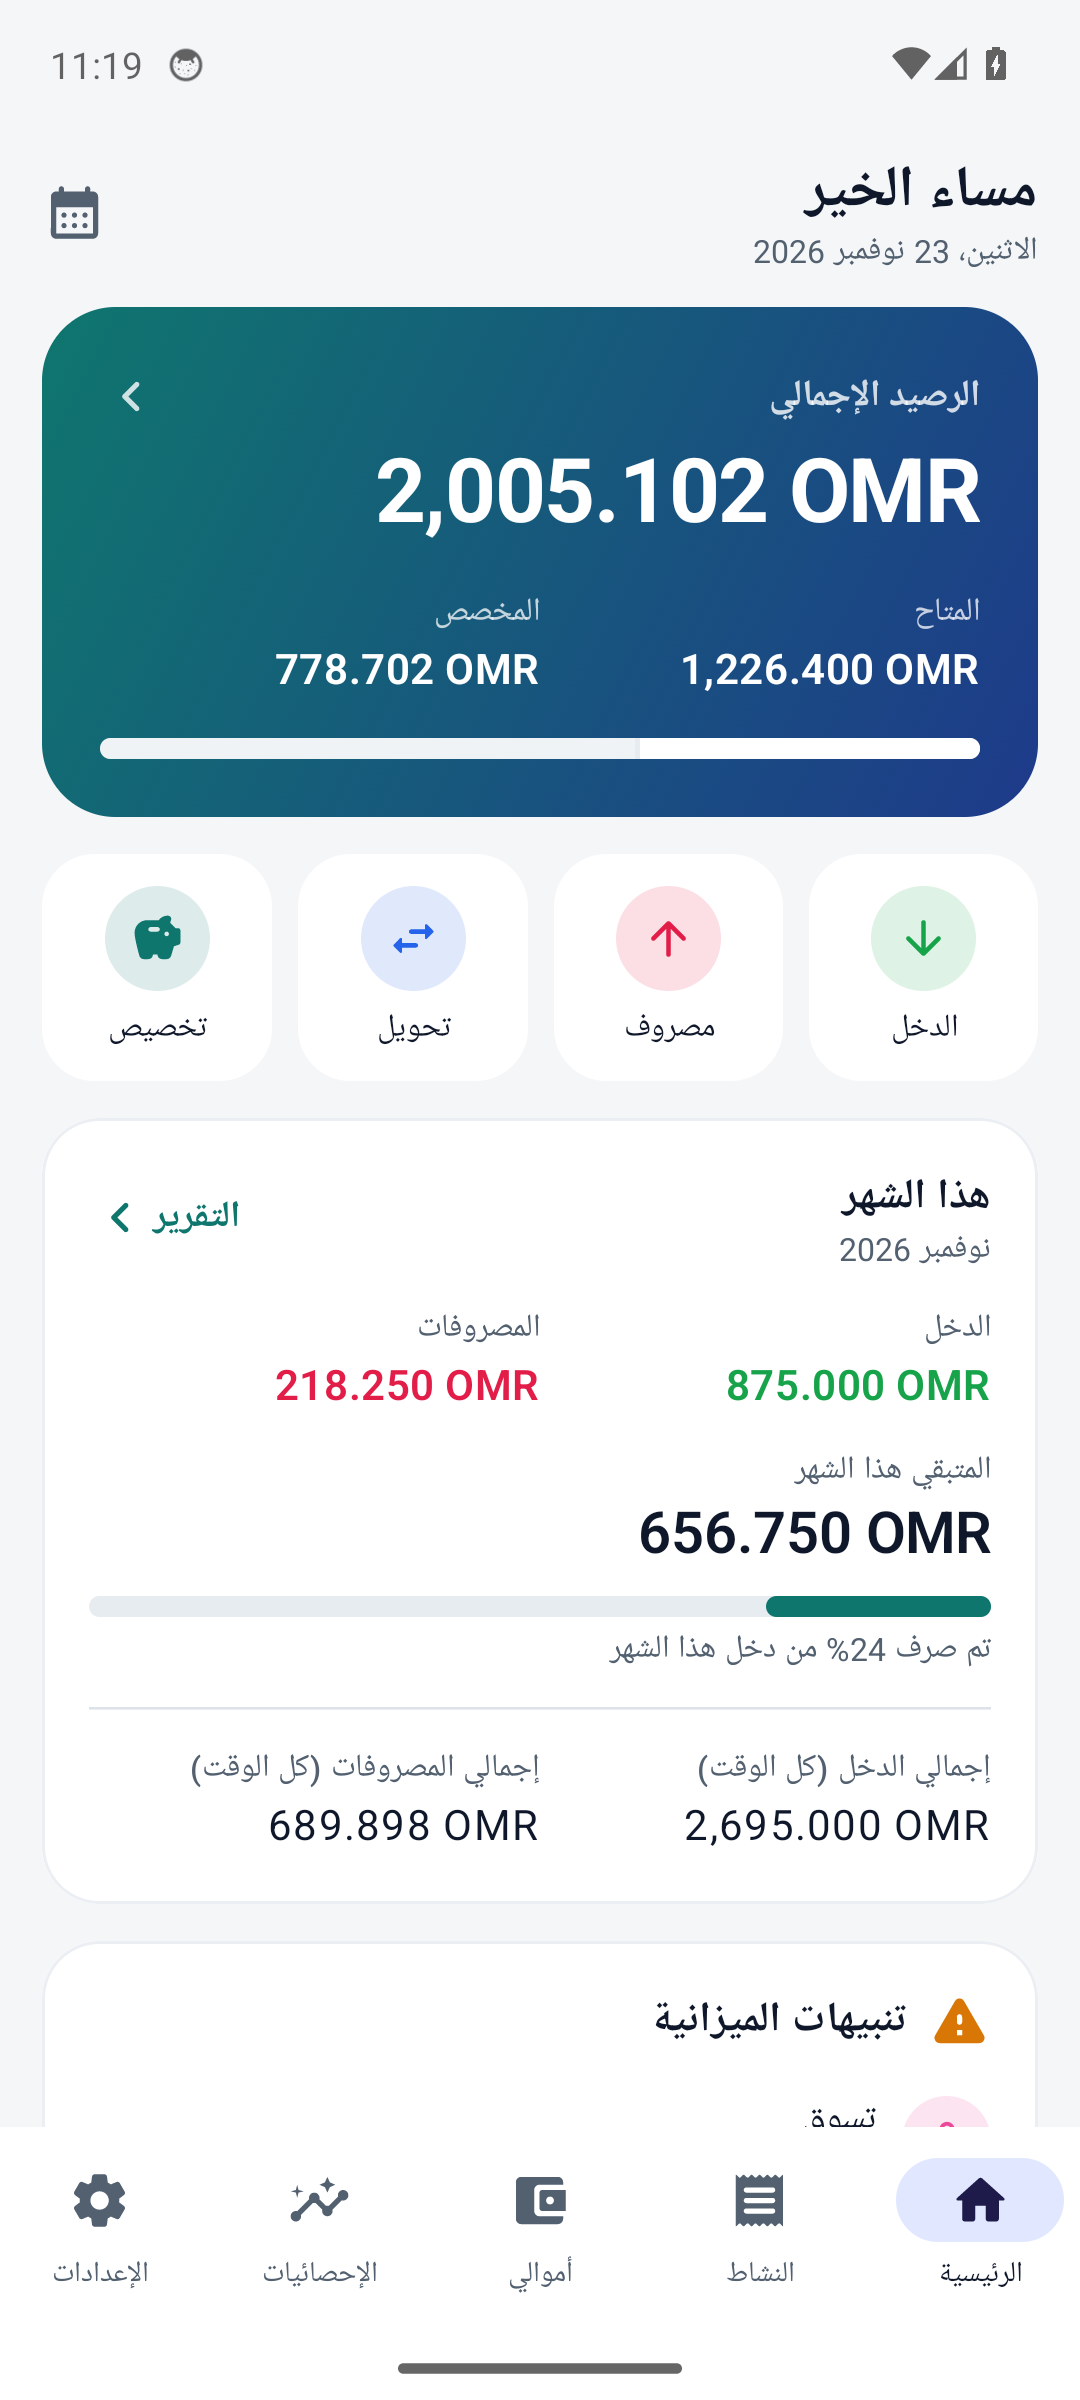 11:19
مساء الخير
الاثنين، 23 نوفمبر 2026
الرصيد الإجمالي
2,005.102 OMR
المتاح
المخصص
1,226.400 OMR
778.702 OMR
الدخل
مصروف
تحويل
تخصيص
هذا الشهر
التقرير
نوفمبر 2026
الدخل
المصروفات
875.000 OMR
218.250 OMR
المتبقي هذا الشهر
656.750 OMR
تم صرف 24% من دخل هذا الشهر
إجمالي الدخل (كل الوقت)
إجمالي المصروفات (كل الوقت)
2,695.000 OMR
689.898 OMR
تنبيهات الميزانية
تسوق
الرئيسية
النشاط
أموالي
الإحصائيات
الإعدادات